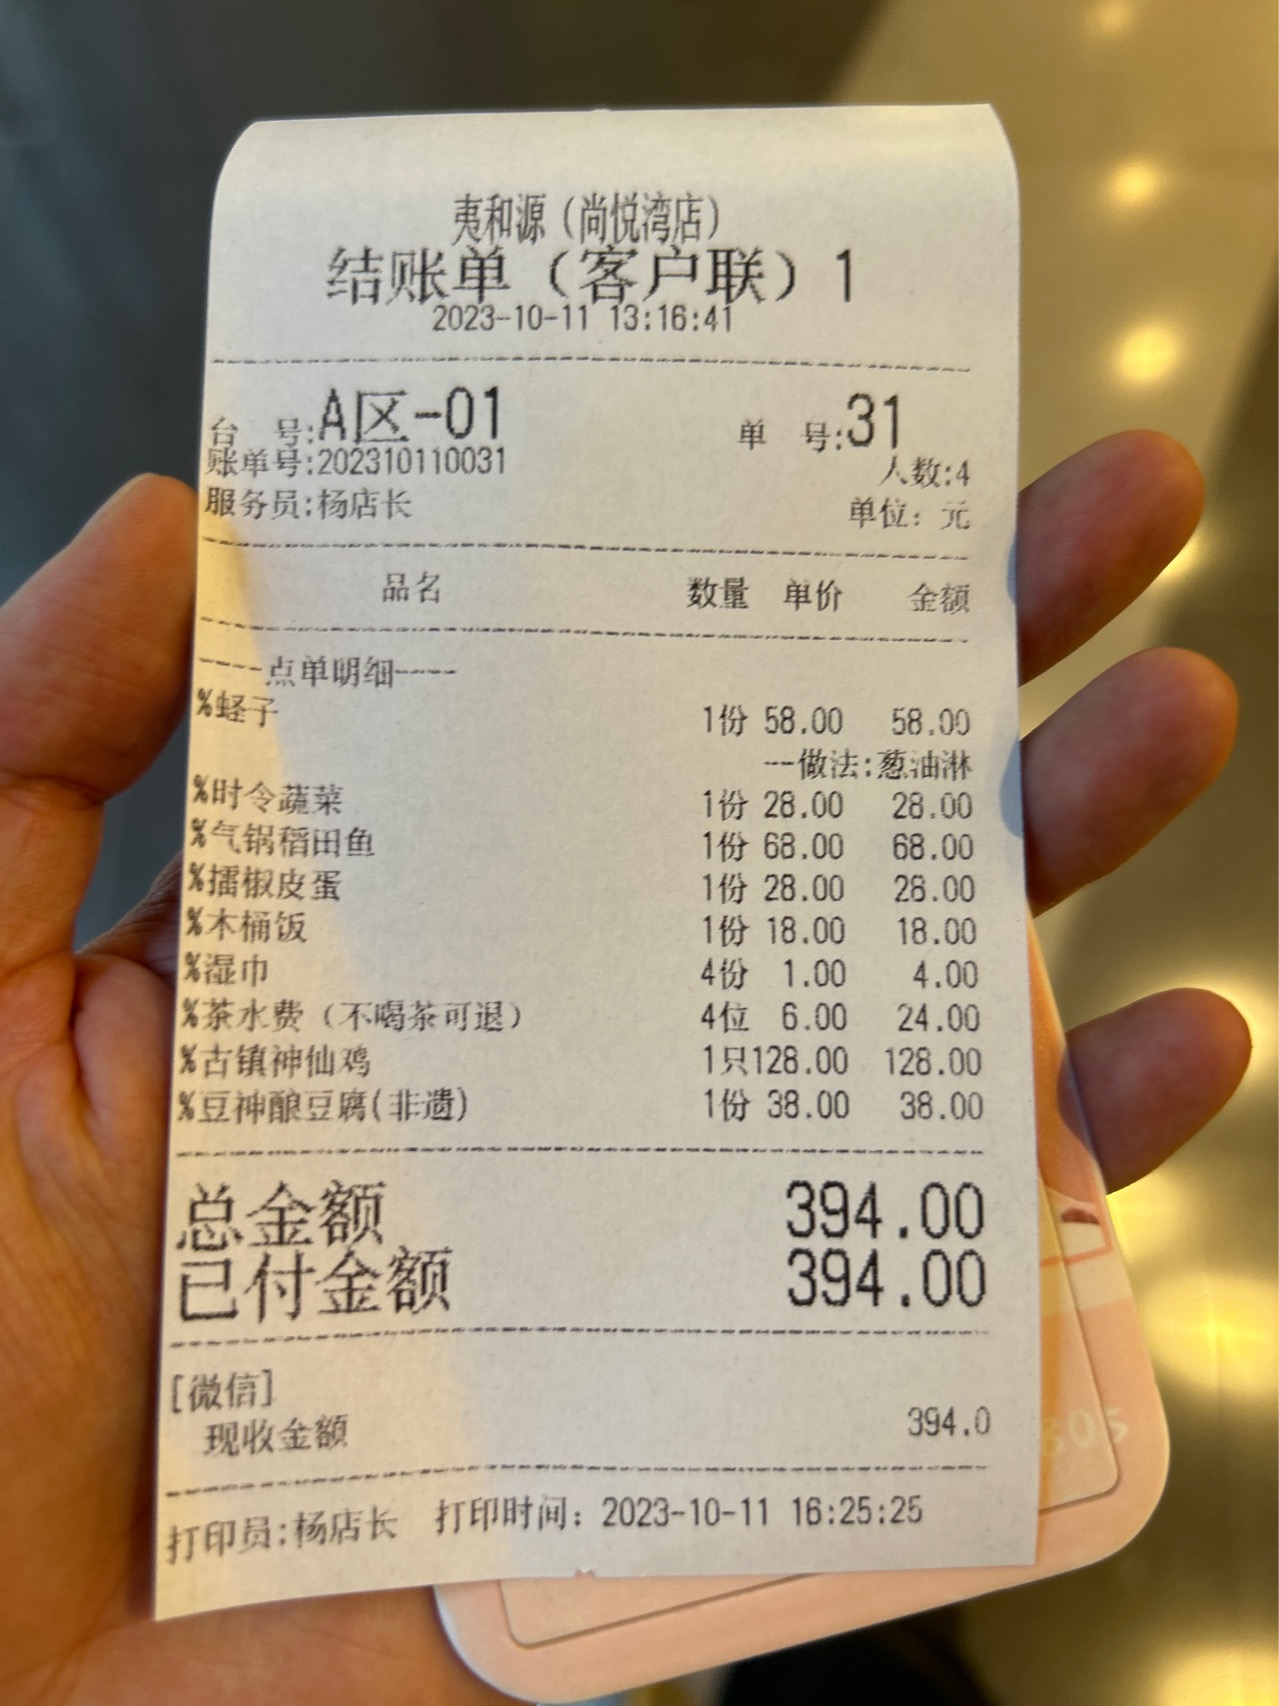 夷和源（尚悦湾店）
结账单（客户联）1
2023-10-11 13:16:41
台 号:A区-01 单 号:31
账单号:202310110031 人数:4
服务员:杨店长 单位：元
品名 数量 单价 金额
----点单明细----
%蛏子 1份 58.00 58.00
--做法:葱油淋
%时令蔬菜 1份 28.00 28.00
%气锅稻田鱼 1份 68.00 68.00
%擂椒皮蛋 1份 28.00 28.00
%木桶饭 1份 18.00 18.00
%湿巾 4份 1.00 4.00
%茶水费（不喝茶可退） 4位 6.00 24.00
%古镇神仙鸡 1只128.00 128.00
%豆神酿豆腐(非遗) 1份 38.00 38.00
总金额 394.00
已付金额 394.00
[微信]
现收金额 394.0
打印员:杨店长 打印时间：2023-10-11 16:25:25